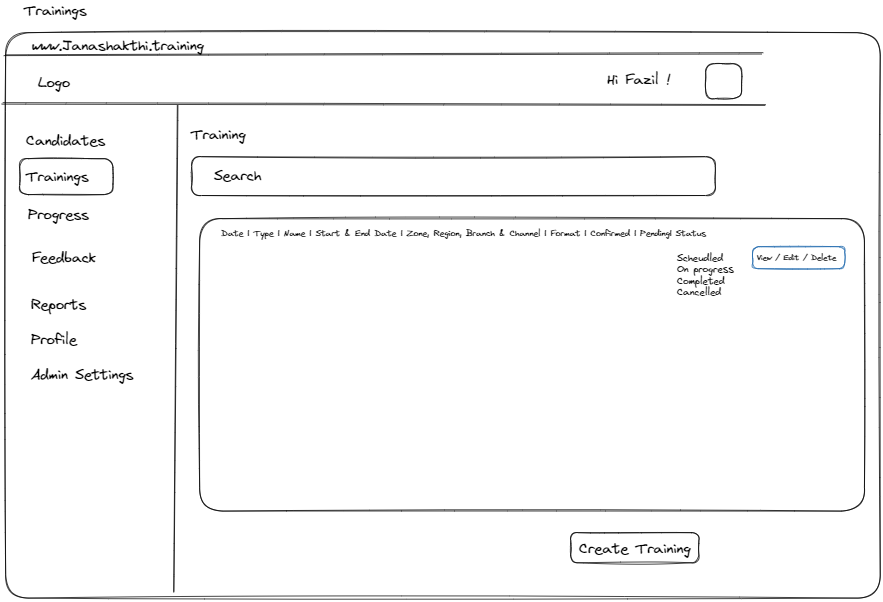 Trainings
www.Janashakthi.training
Logo
Hi Fazil !
Candidates
Trainings
Progress
Feedback
Reports
Profile
Admin Settings
Training
Search
Date | Type | Name | Start & End Date | Zone, Region, Branch & Channel | Format | Confirmed | Pending| Status
Scheudlled
On progress
Completed
Cancelled
View / Edit / Delete
Create Training